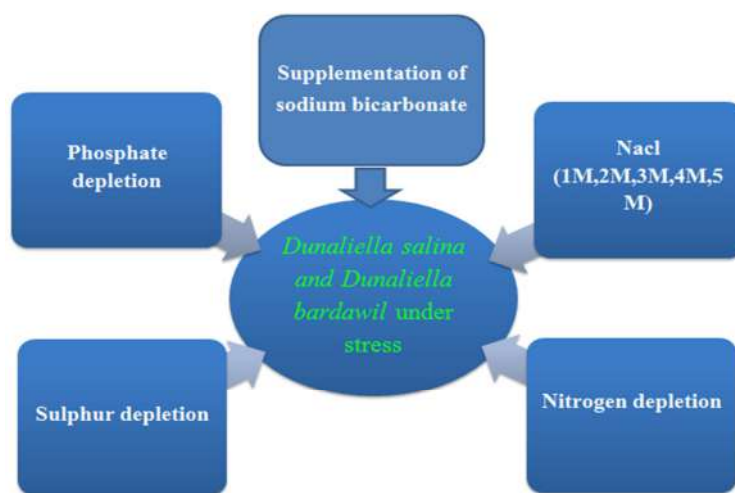 Supplementation of
sodium bicarbonate
Phosphate
depletion
Nacl
(1M,2M,3M,4M,5
M)
Dunaliella salina
and Dunaliella
bardawil under
stress
Sulphur depletion
Nitrogen depletion